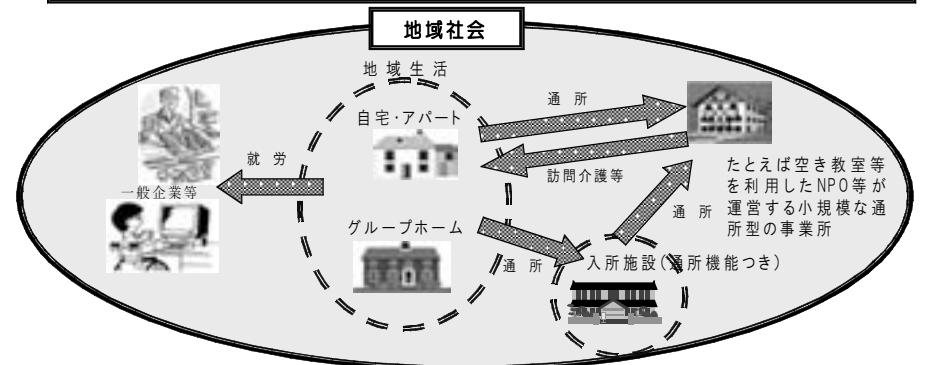 地域社会
地域生活
自宅・アパート
通所
訪問介護等
就労
一般企業等
たとえば空き教室等
を利用したNPO等が
運営する小規模な通
所型の事業所
グループホーム
通所
通所
入所施設(通所機能つき)